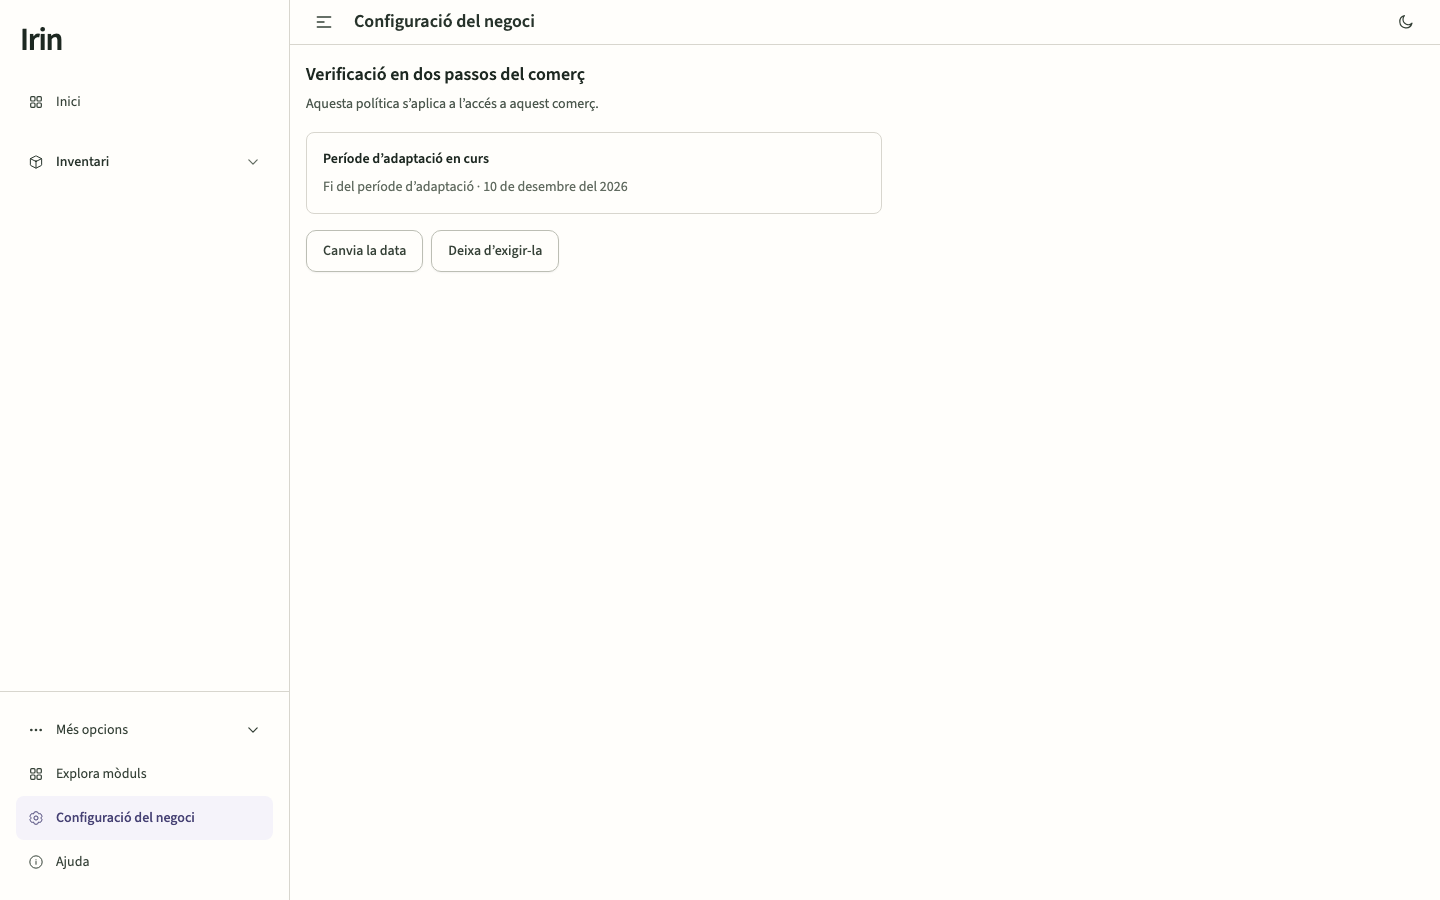 Irin
Inici
Inventari
Més opcions
Explora mòduls
Configuració del negoci
Ajuda
Configuració del negoci
Verificació en dos passos del comerç
Aquesta política s’aplica a l’accés a aquest comerç.
Període d’adaptació en curs
Fi del període d’adaptació · 10 de desembre del 2026
Canvia la data
Deixa d’exigir-la